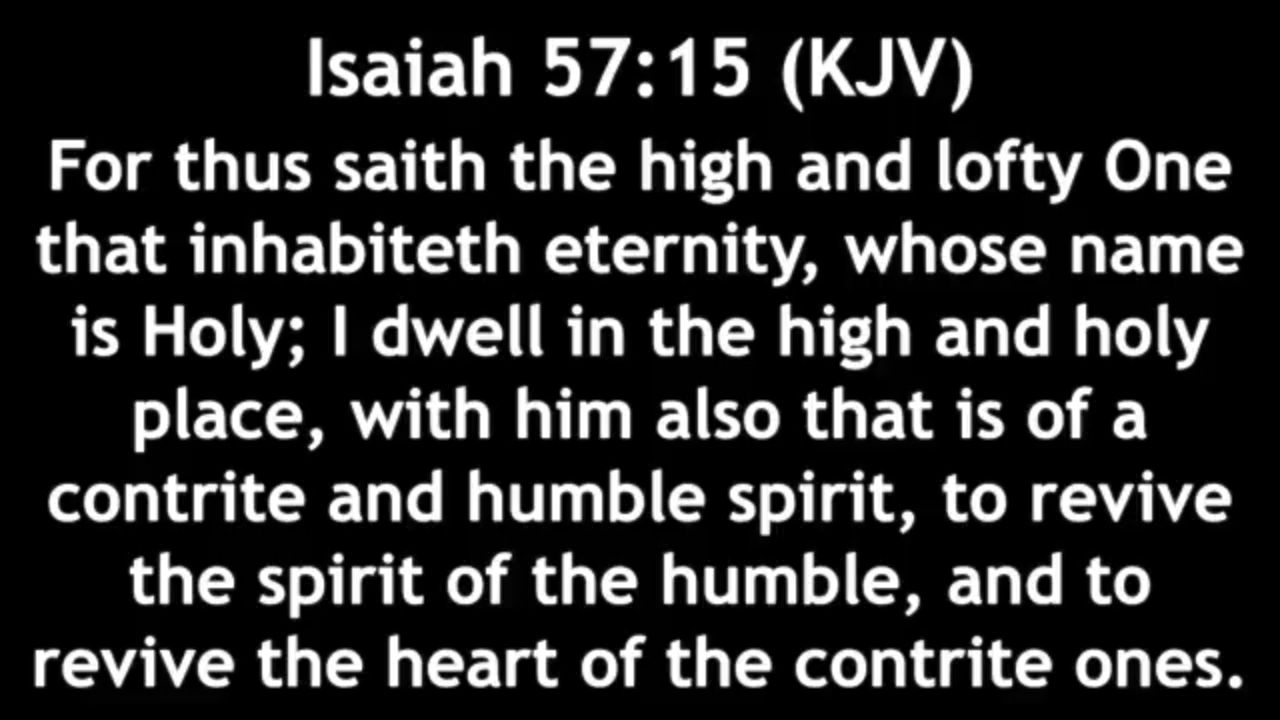 Isaiah 57:15 (KJV)
For thus saith the high and lofty One
that inhabiteth eternity, whose name
is Holy; I dwell in the high and holy
place, with him also that is of a
contrite and humble spirit, to revive
the spirit of the humble, and to
revive the heart of the contrite ones.